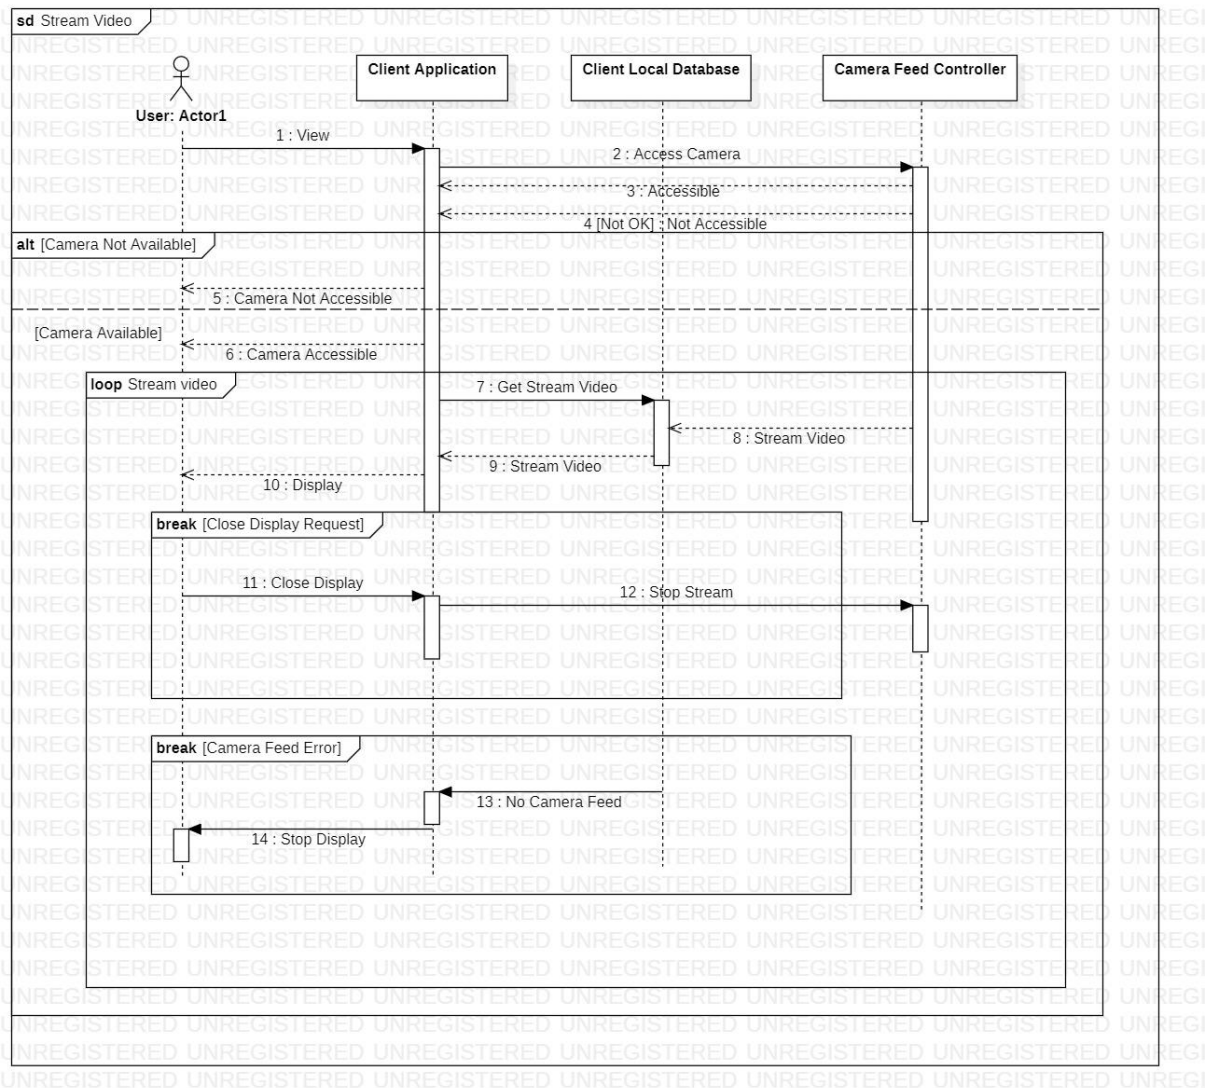 sd Stream Video
User: Actor1
Client Application
Client Local Database
Camera Feed Controller
1 : View
2 : Access Camera
3 : Accessible
4 [Not OK] : Not Accessible
alt [Camera Not Available]
5 : Camera Not Accessible
[Camera Available]
6 : Camera Accessible
loop Stream video
7 : Get Stream Video
8 : Stream Video
9 : Stream Video
10 : Display
break [Close Display Request]
11 : Close Display
12 : Stop Stream
break [Camera Feed Error]
13 : No Camera Feed
14 : Stop Display
UNREGISTERED